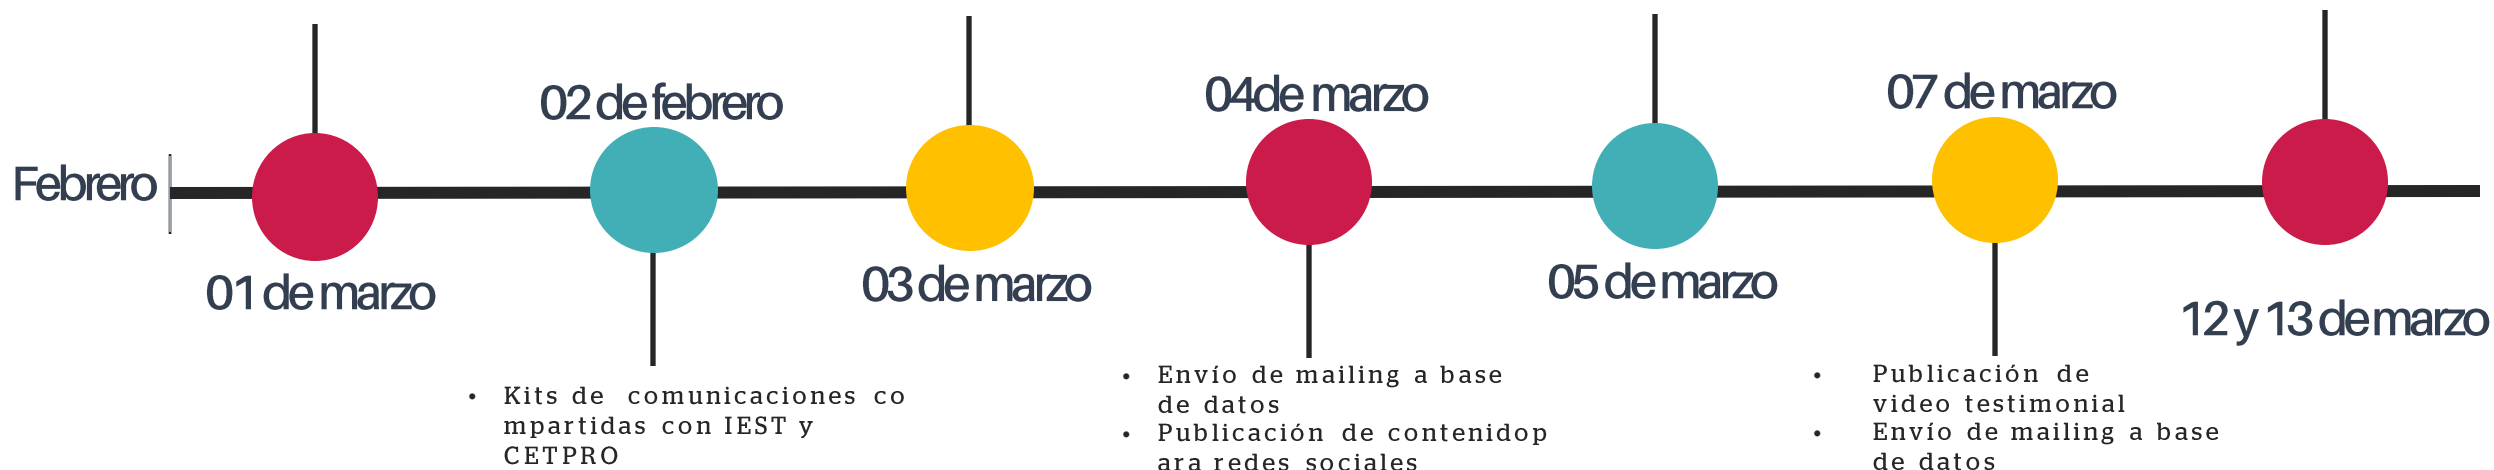 Febrero
01 de marzo
02 de febrero
03 de marzo
04de marzo
05 de marzo
07 de marzo
12 y 13 de marzo
• Kits de comunicaciones co
mpartidas con IEST y
CETPRO
• Envío de mailing a base
de datos
• Publicación de contenidop
ara redes sociales
• Publicación de
video testimonial
• Envío de mailing a base
de datos